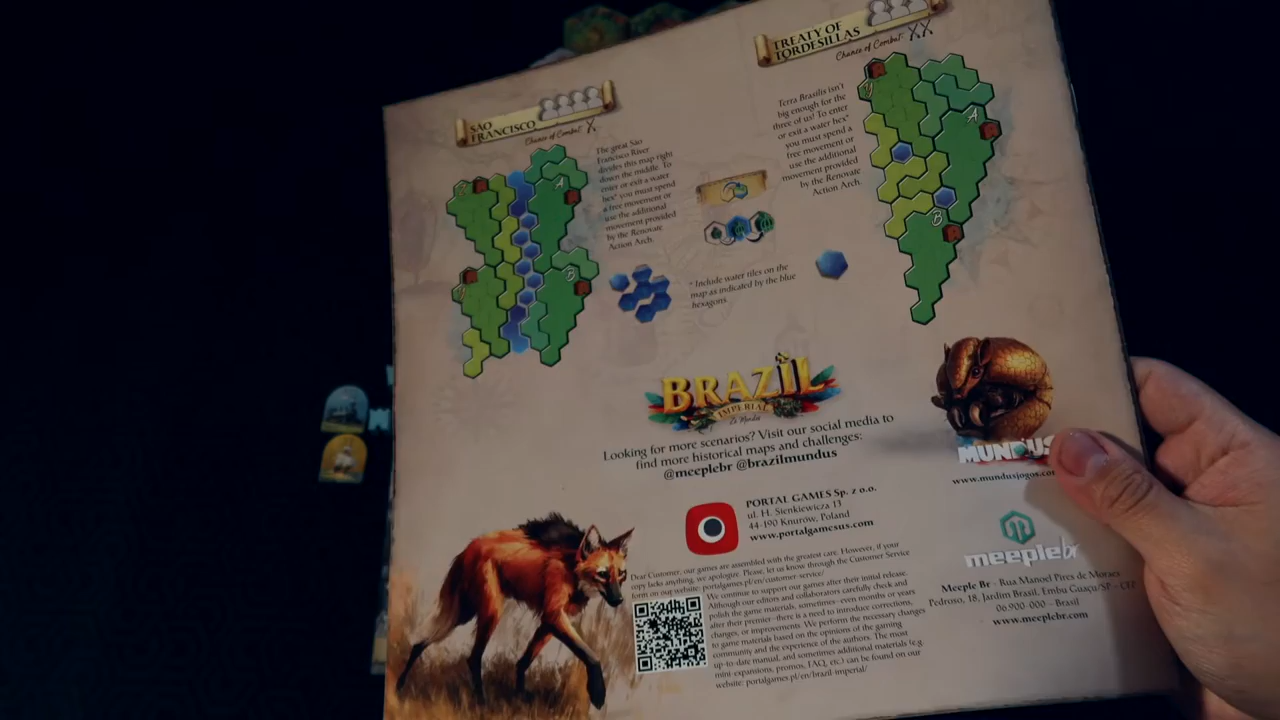 SAO
FRANCISCO
Chance of Combat: X
The great Sao
Francisco River
divides this map right
down the middle. To
enter or exit a water
hex* you must spend
a free movement or
use the additional
movement provided
by the Renovate
Action Arch.
A
B
TREATY OF
TORDESILLAS
Chance of Combat: XX
Terra Brasilis isn't
big enough for the
three of us! To enter
or exit a water hex*
you must spend a
free movement or
use the additional
movement provided
by the Renovate
Action Arch.
A
B
* Include water tiles on the
map as indicated by the blue
hexagons.
BRAZIL
IMPERIAL
Looking for more scenarios? Visit our social media to
find more historical maps and challenges:
@meeplebr @brazilmundus
MUNDUS
PORTAL GAMES Sp. z o.o.
ul. H. Sienkiewicza 13
44-190 Knurów, Poland
www.portalgamesus.com
meeplebr
Meeple Br - Rua Manoel Pires de Moraes
Pedroso, 18, Jardim Brasil, Embu Guaçu/SP -
06.900-000 - Brasil
www.meeplebr.com
Dear Customer, our games are assembled with the greatest care. However, if your
copy lacks anything, we apologize. Please, let us know through the Customer Service
form on our website: portalgames.pl/en/customer-service/
We continue to support our games after their initial release.
Although our editors and collaborators carefully check and
polish the game materials, sometimes–even months or years
after their premier–there is a need to introduce corrections,
changes, or improvements. We perform the necessary changes
to game materials based on the opinions of the gaming
community and the experience of the authors. The most
up-to-date manual, and sometimes additional materials (e.g.
mini-expansions, promos, FAQ, etc.) can be found on our
website: portalgames.pl/en/brazil-imperial/